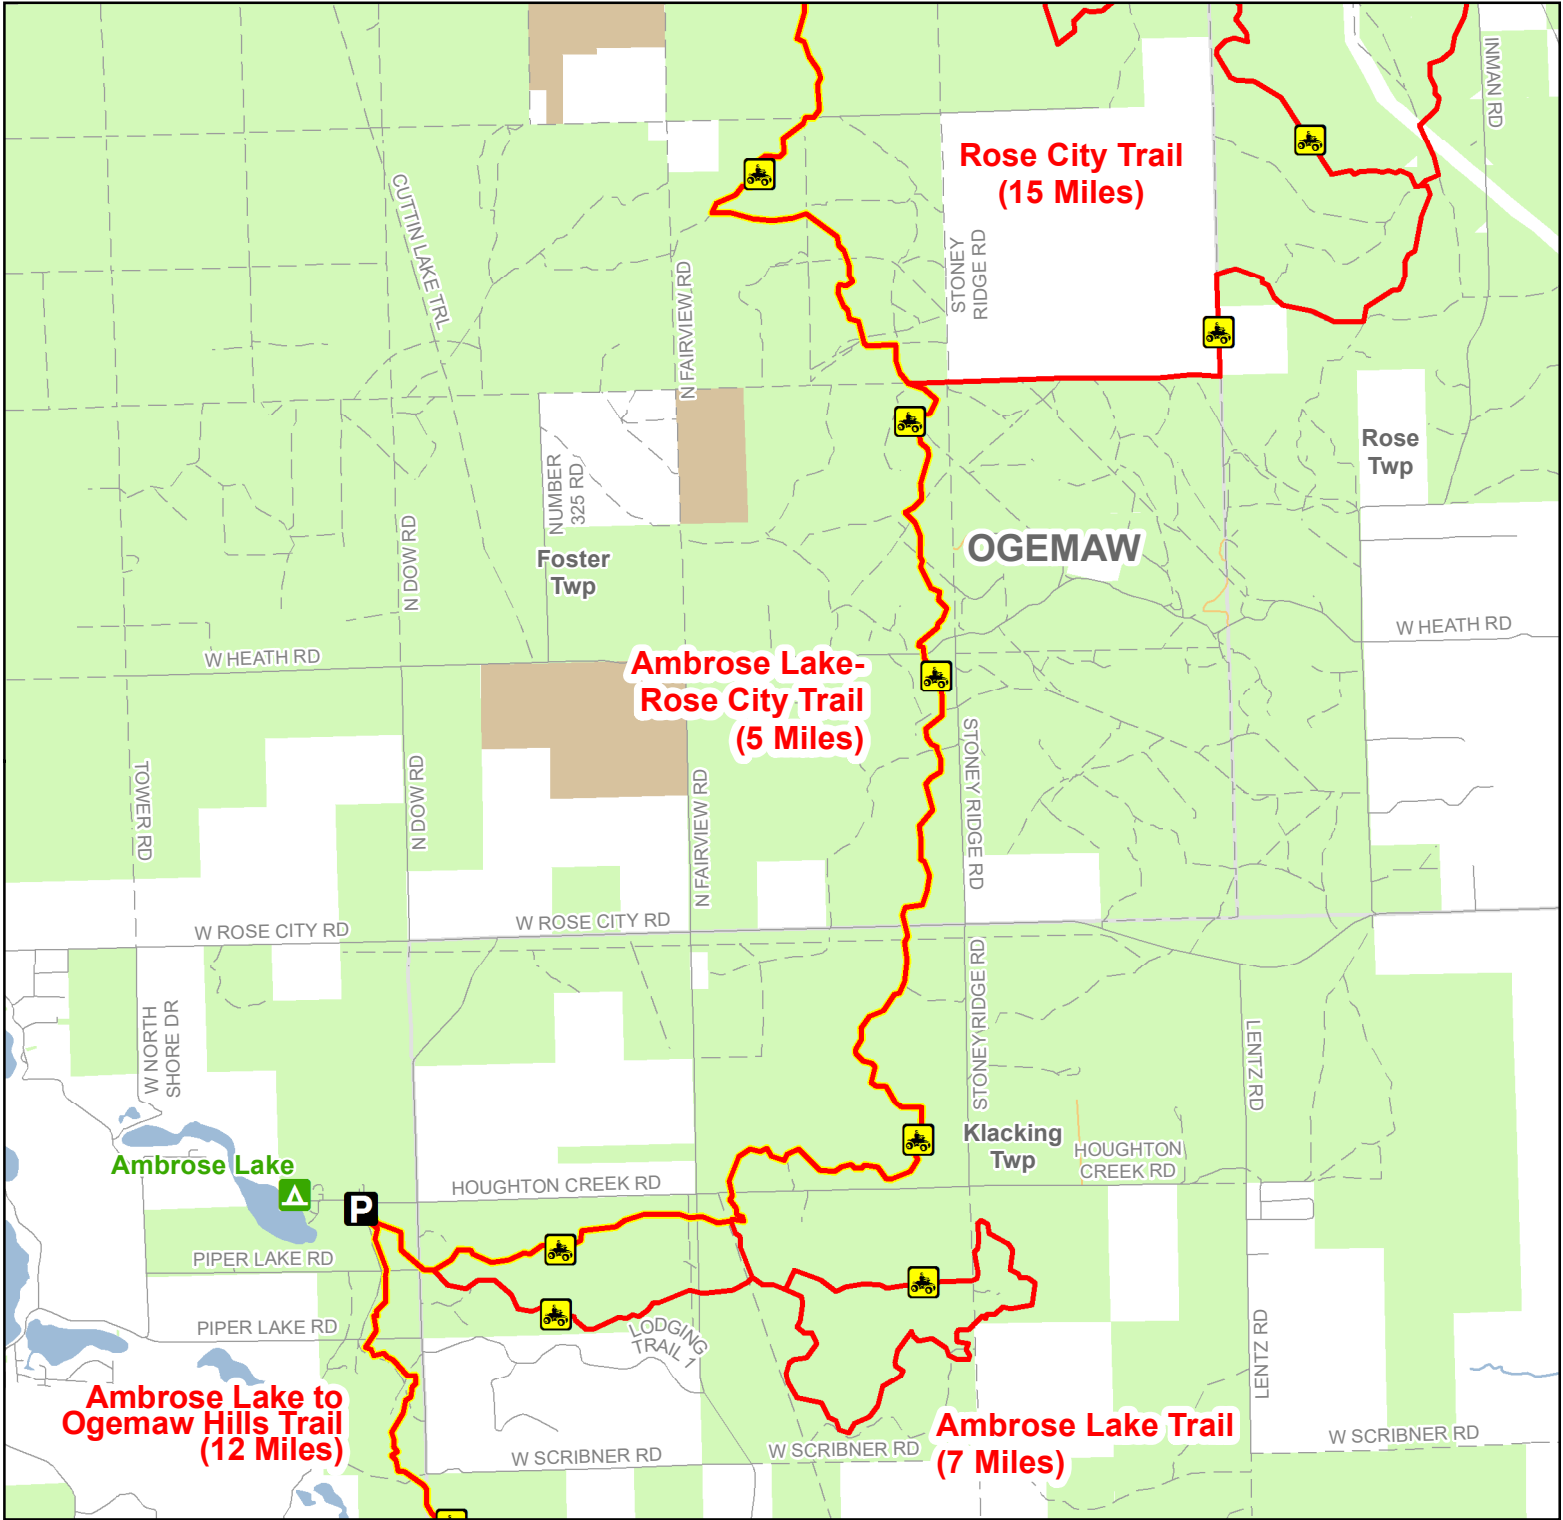 INMAN RD
Rose City Trail
(15 Miles)
CUTTIN LAKE TRL
STONEY
RIDGE RD
N FAIRVIEW RD
Rose
Twp
NUMBER
325 RD
N DOW RD
OGEMAW
Foster
Twp
W HEATH RD
W HEATH RD
Ambrose Lake-
Rose City Trail
(5 Miles)
TOWER RD
N DOW RD
N FAIRVIEW RD
STONEY RIDGE RD
W ROSE CITY RD
W ROSE CITY RD
W NORTH
SHORE DR
STONEY RIDGE RD
LENTZ RD
Klacking
Twp
HOUGHTON
CREEK RD
Ambrose Lake
HOUGHTON CREEK RD
P
PIPER LAKE RD
PIPER LAKE RD
LODGING
TRAIL 1
LENTZ RD
Ambrose Lake to
Ogemaw Hills Trail
(12 Miles)
Ambrose Lake Trail
(7 Miles)
W SCRIBNER RD
W SCRIBNER RD
W SCRIBNER RD